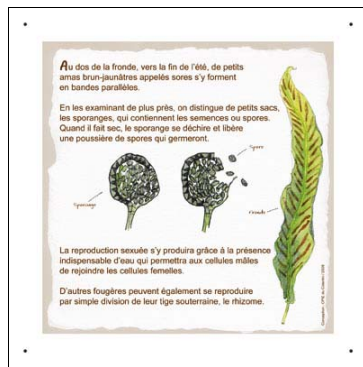 Au dos de la fronde, vers la fin de l'été, de petits
amas brun-jaunâtres appelés sores s'y forment
en bandes parallèles.
En les examinant de plus près, on distingue de petits sacs,
les sporanges, qui contiennent les semences ou spores.
Quand il fait sec, le sporange se déchire et libère
une poussière de spores qui germeront.
Spore
Sporange
Fronde
La reproduction sexuée s'y produira grâce à la présence
indispensable d'eau qui permettra aux cellules mâles
de rejoindre les cellules femelles.
D'autres fougères peuvent également se reproduire
par simple division de leur tige souterraine, le rhizome.